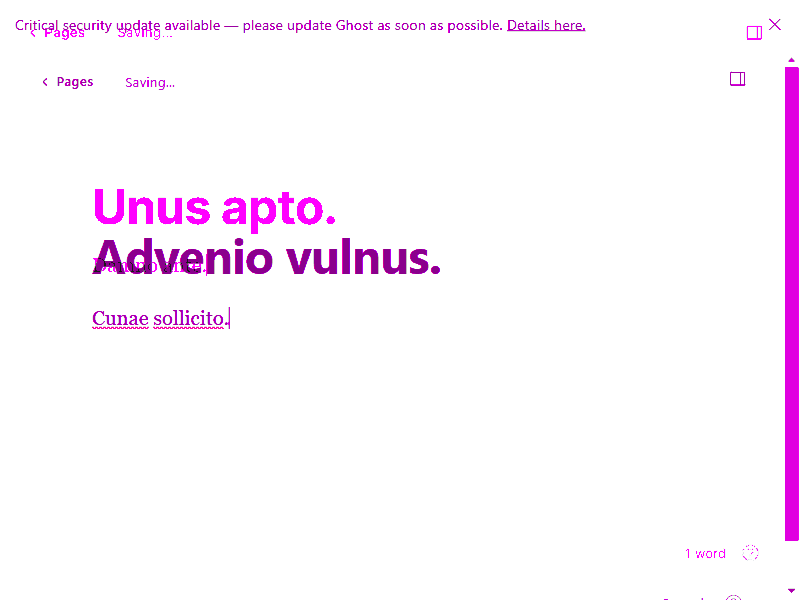 Critical security update available — please update Ghost as soon as possible. Details here.
Pages Saving...
Pages Saving...
Unus apto.
Advenio vulnus.
Cunae sollicito.
1 word